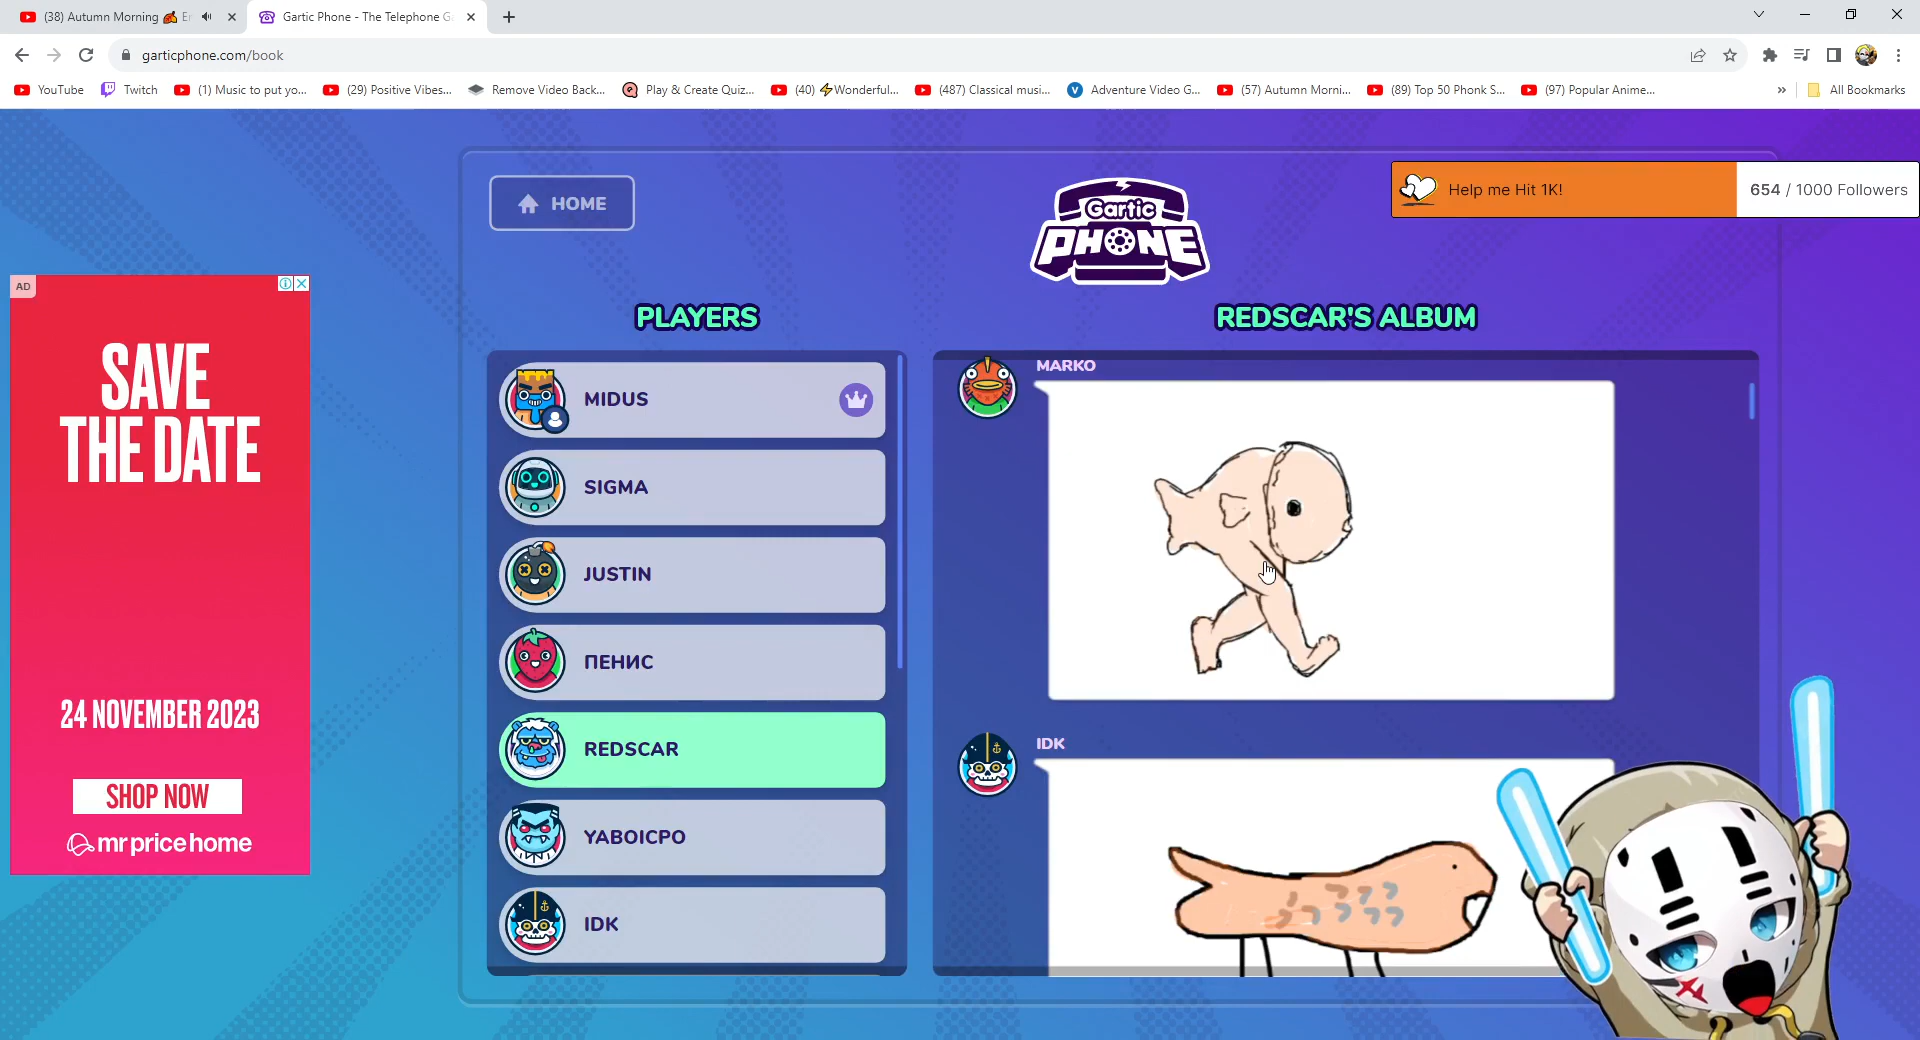 (38) Autumn Morning 🍂 Er
Gartic Phone - The Telephone G
garticphone.com/book
YouTube
Twitch
(1) Music to put yo...
(29) Positive Vibes...
Remove Video Back...
Play & Create Quiz...
(40) ⚡Wonderful...
(487) Classical musi...
Adventure Video G...
(57) Autumn Morni...
(89) Top 50 Phonk S...
(97) Popular Anime...
»
All Bookmarks
HOME
Gartic
PHONE
Help me Hit 1K!
654 / 1000 Followers
AD
SAVE
THE DATE
24 NOVEMBER 2023
SHOP NOW
mr price home
PLAYERS
MIDUS
SIGMA
JUSTIN
ПЕНИС
REDSCAR
YABOICPO
IDK
REDSCAR'S ALBUM
MARKO
IDK